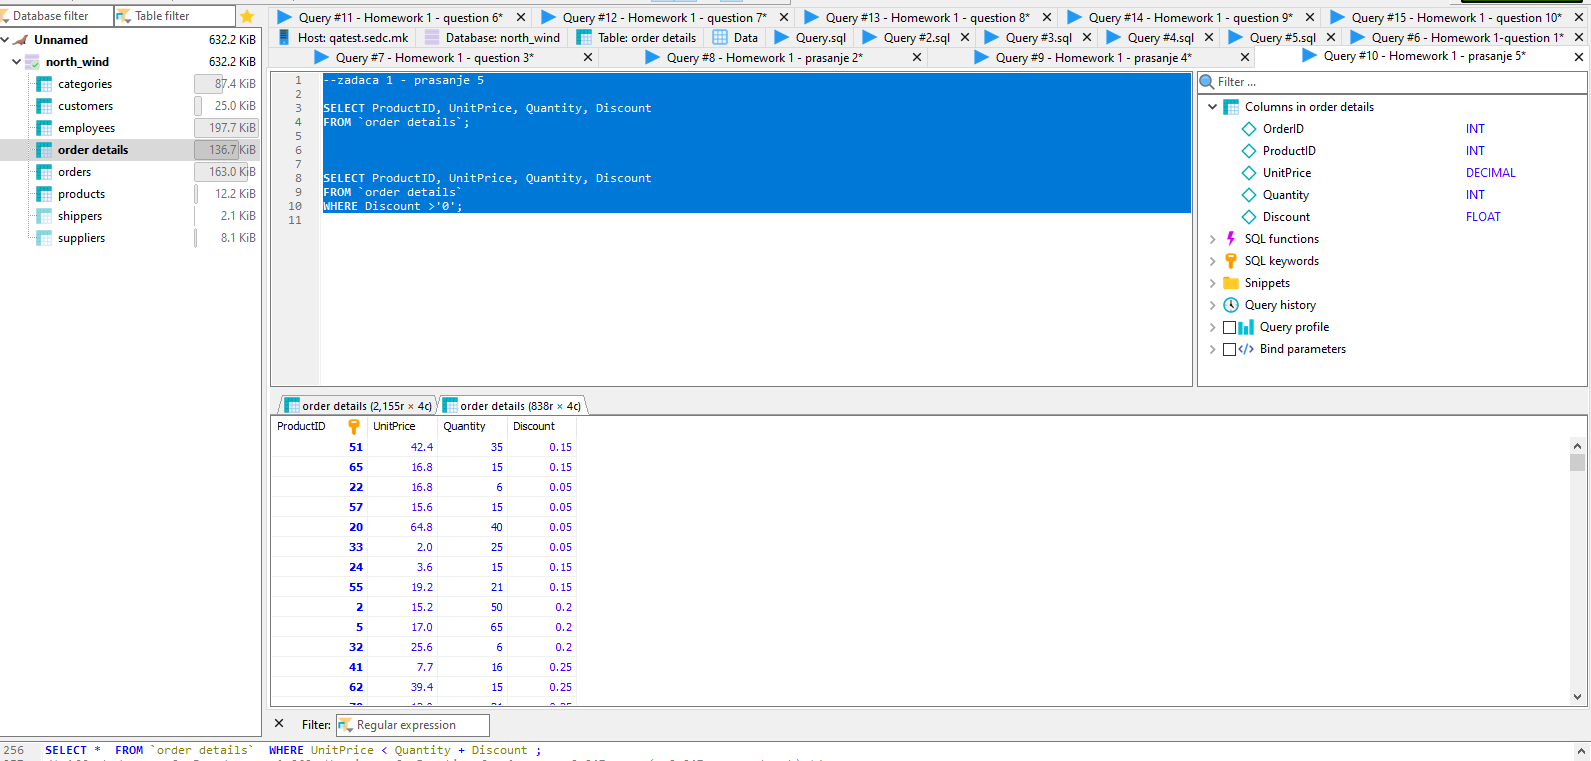 Database filter
Table filter
Unnamed 632.2 KiB
north_wind 632.2 KiB
categories 87.4 KiB
customers 25.0 KiB
employees 197.7 KiB
order details 136.7 KiB
orders 163.0 KiB
products 12.2 KiB
shippers 2.1 KiB
suppliers 8.1 KiB
Query #11 - Homework 1 - question 6*
Query #12 - Homework 1 - question 7*
Query #13 - Homework 1 - question 8*
Query #14 - Homework 1 - question 9*
Query #15 - Homework 1 - question 10*
Host: qatest.sedc.mk
Database: north_wind
Table: order details
Data
Query.sql
Query #2.sql
Query #3.sql
Query #4.sql
Query #5.sql
Query #6 - Homework 1-question 1*
Query #7 - Homework 1 - question 3*
Query #8 - Homework 1 - prasanje 2*
Query #9 - Homework 1 - prasanje 4*
Query #10 - Homework 1 - prasanje 5*
1 --zadaca 1 - prasanje 5
2
3 SELECT ProductID, UnitPrice, Quantity, Discount
4 FROM `order details`;
5
6
7
8 SELECT ProductID, UnitPrice, Quantity, Discount
9 FROM `order details`
10 WHERE Discount >'0';
11
Filter ...
Columns in order details
OrderID INT
ProductID INT
UnitPrice DECIMAL
Quantity INT
Discount FLOAT
SQL functions
SQL keywords
Snippets
Query history
Query profile
Bind parameters
order details (2,155r × 4c)
order details (838r × 4c)
ProductID UnitPrice Quantity Discount
51 42.4 35 0.15
65 16.8 15 0.15
22 16.8 6 0.05
57 15.6 15 0.05
20 64.8 40 0.05
33 2.0 25 0.05
24 3.6 15 0.15
55 19.2 21 0.15
2 15.2 50 0.2
5 17.0 65 0.2
32 25.6 6 0.2
41 7.7 16 0.25
62 39.4 15 0.25
Filter: Regular expression
256 SELECT * FROM `order details` WHERE UnitPrice < Quantity + Discount ;